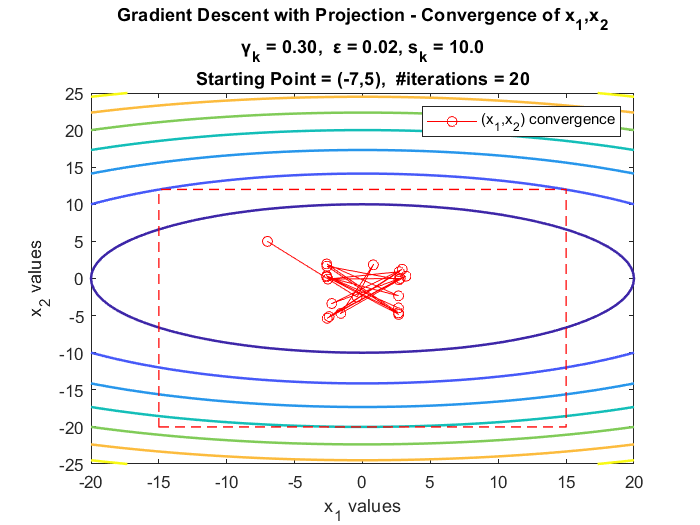 Gradient Descent with Projection - Convergence of x₁,x₂
γₖ = 0.30, ε = 0.02, sₖ = 10.0
Starting Point = (-7,5), #iterations = 20
(x₁,x₂) convergence
25
20
15
10
5
0
-5
-10
-15
-20
-25
x₂ values
-20 -15 -10 -5 0 5 10 15 20
x₁ values